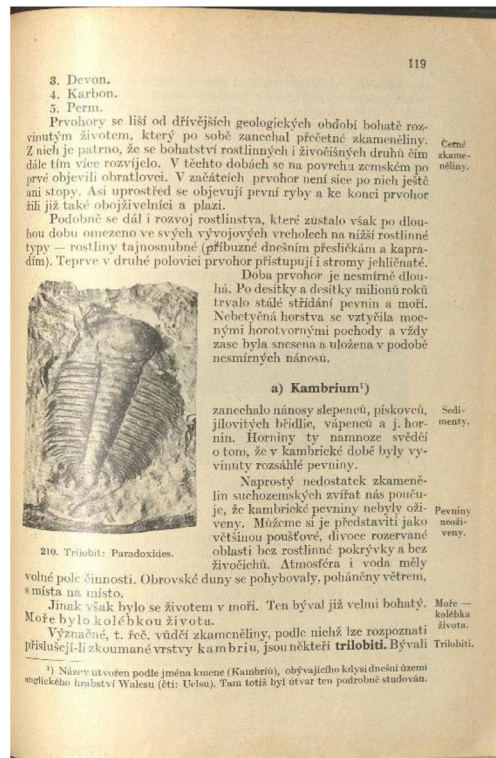 119
3. Devon.
4. Karbon.
5. Perm.
Prvohory se liší od dřívějších geologických období bohatě roz-
vinutým životem, který po sobě zanechal přečetné zkameněliny.
Z nich je patrno, že se bohatství rostlinných i živočišných druhů čím
dále tím více rozvíjelo. V těchto dobách se na povrchu zemském po
prvé objevili obratlovci. V začátcích prvohor není sice po nich ještě
ani stopy. Asi uprostřed se objevují první ryby a ke konci prvohor
žili již také obojživelníci a plazi.
Četné
zkame-
něliny.
Podobně se dál i rozvoj rostlinstva, které zůstalo však po dlou-
hou dobu omezeno ve svých vývojových vrcholech na nižší rostlinné
typy — rostliny tajnosnubné (příbuzné dnešním přesličkám a kapra-
dím). Teprve v druhé polovici prvohor přistupují i stromy jehličnaté.
Doba prvohor je nesmírně dlou-
há. Po desítky a desítky milionů roků
trvalo stálé střídání pevnin a moří.
Nebetyčná horstva se vztyčila moc-
nými horotvornými pochody a vždy
zase byla snesena a uložena v podobě
nesmírných nánosů.
a) Kambrium¹)
zanechalo nánosy slepenců, pískovců,
jílovitých břidlic, vápenců a j. hor-
nin. Horniny ty namnoze svědčí
o tom, že v kambrické době byly vy-
vinuty rozsáhlé pevniny.
Sedi-
menty.
Naprostý nedostatek zkameně-
lin suchozemských zvířat nás pouču-
je, že kambrické pevniny nebyly oži-
veny. Můžeme si je představiti jako
většinou poušťové, divoce rozervané
oblasti bez rostlinné pokrývky a bez
živočichů. Atmosféra i voda měly
Pevniny
neoži-
veny.
210. Trilobit: Paradoxides.
volné pole činnosti. Obrovské duny se pohybovaly, poháněny větrem,
s místa na místo.
Jinak však bylo se životem v moři. Ten býval již velmi bohatý.
Moře bylo kolébkou života.
Moře —
kolébka
života.
Význačné, t. řeč. vůdčí zkameněliny, podle nichž lze rozpoznati
příslušejí-li zkoumané vrstvy kambriu, jsou někteří trilobiti. Bývali
Trilobiti.
¹) Název utvořen podle jména kmene (Kambriů), obývajícího kdysi dnešní území
anglického hrabství Walesu (čti: Uelsu). Tam totiž byl útvar ten podrobně studován.